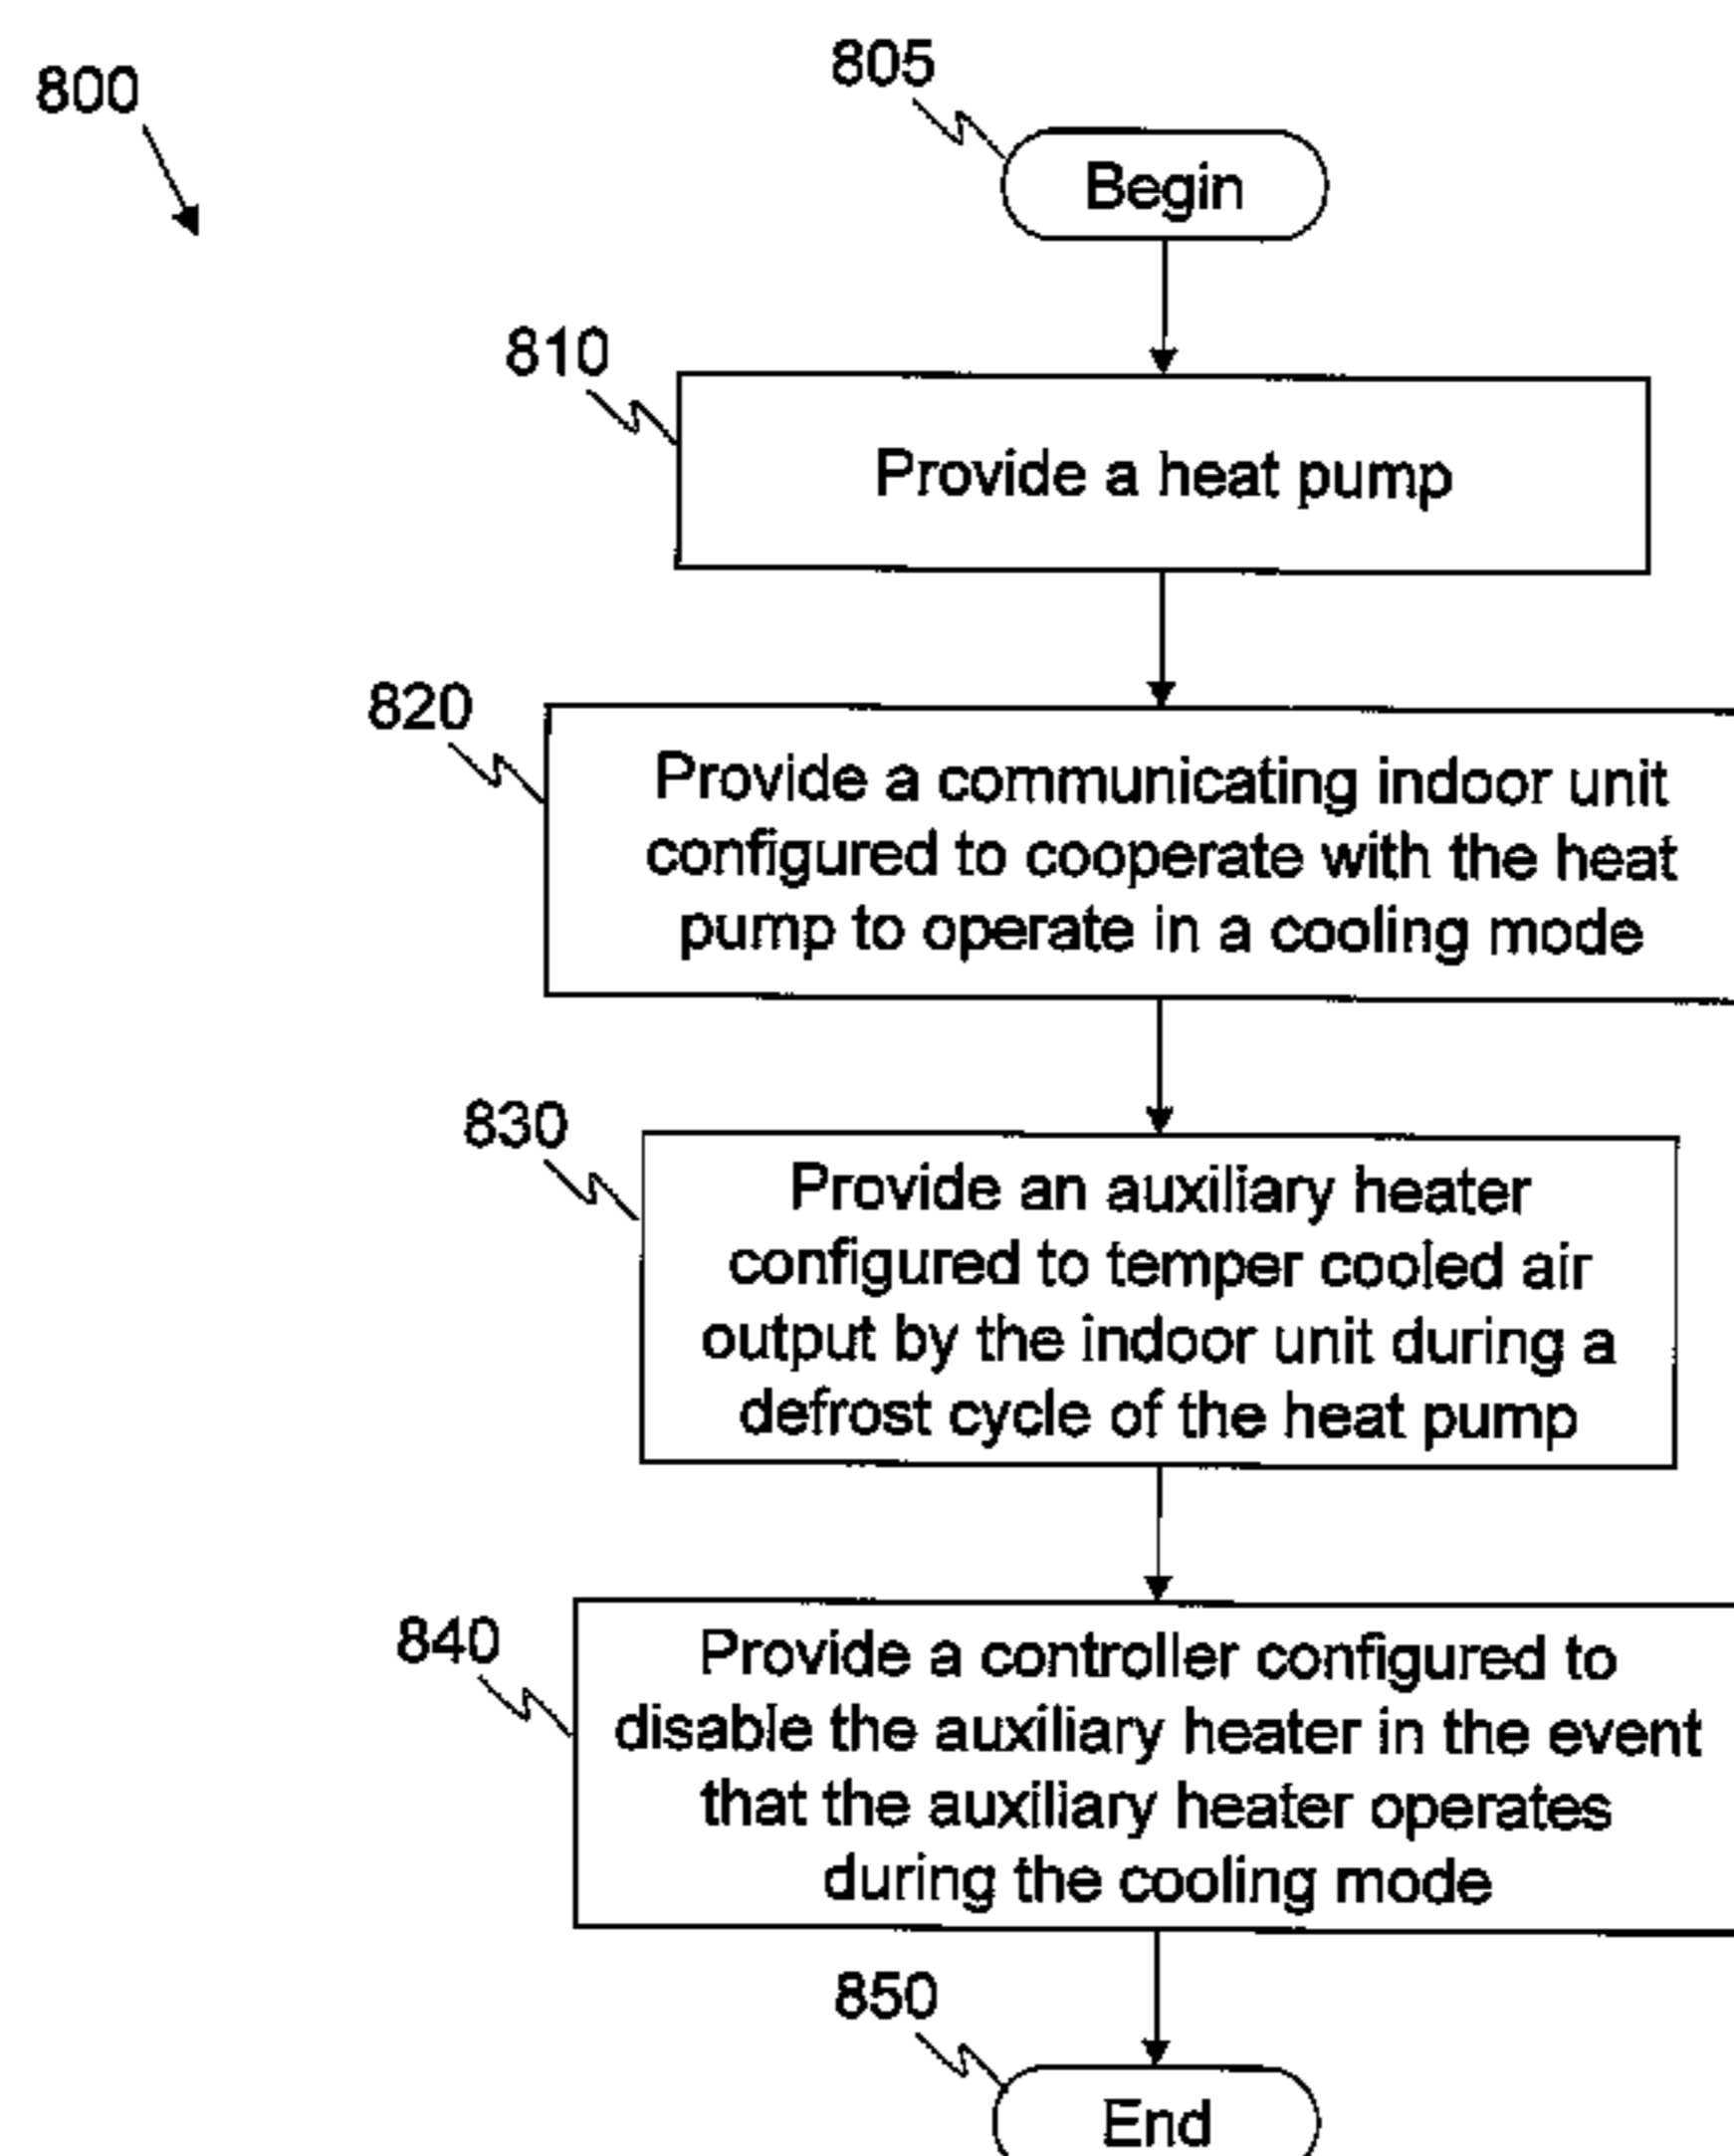 800
805
Begin
810
Provide a heat pump
820
Provide a communicating indoor unit
configured to cooperate with the heat
pump to operate in a cooling mode
830
Provide an auxiliary heater
configured to temper cooled air
output by the indoor unit during a
defrost cycle of the heat pump
840
Provide a controller configured to
disable the auxiliary heater in the event
that the auxiliary heater operates
during the cooling mode
850
End